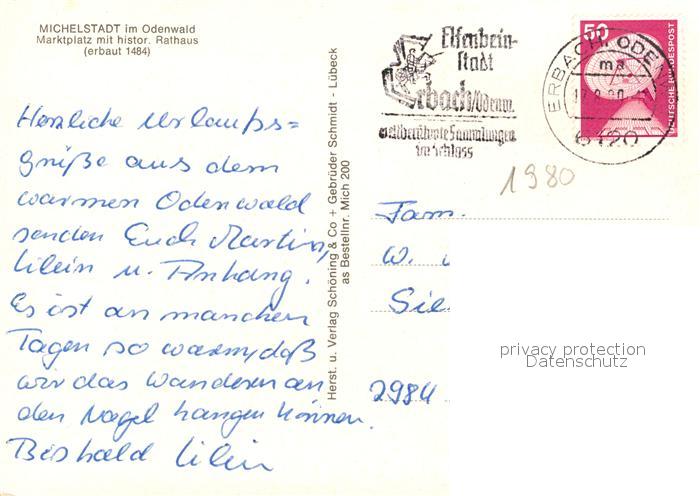 MICHELSTADT im Odenwald
Marktplatz mit histor. Rathaus
(erbaut 1484)
Herzliche Urlaubs=
grüße aus dem
warmen Odenwald
senden Euch Martin,
Lilein u. Anhang.
Es ist an manchen
Tagen so warm, daß
wir das Wandern an
den Nagel hängen können.
Bis bald Lilein
Herst. u. Verlag Schöning & Co + Gebrüder Schmidt - Lübeck
as Bestellnr. Mich 200
Elfenbein-
stadt
Erbach/Odenw.
weltberühmte Sammlungen
im Schloss
ERBACH, ODENW
ma
6120
50
DEUTSCHE BUNDESPOST
1980
Fam.
W.
Sie
2984
privacy protection
Datenschutz